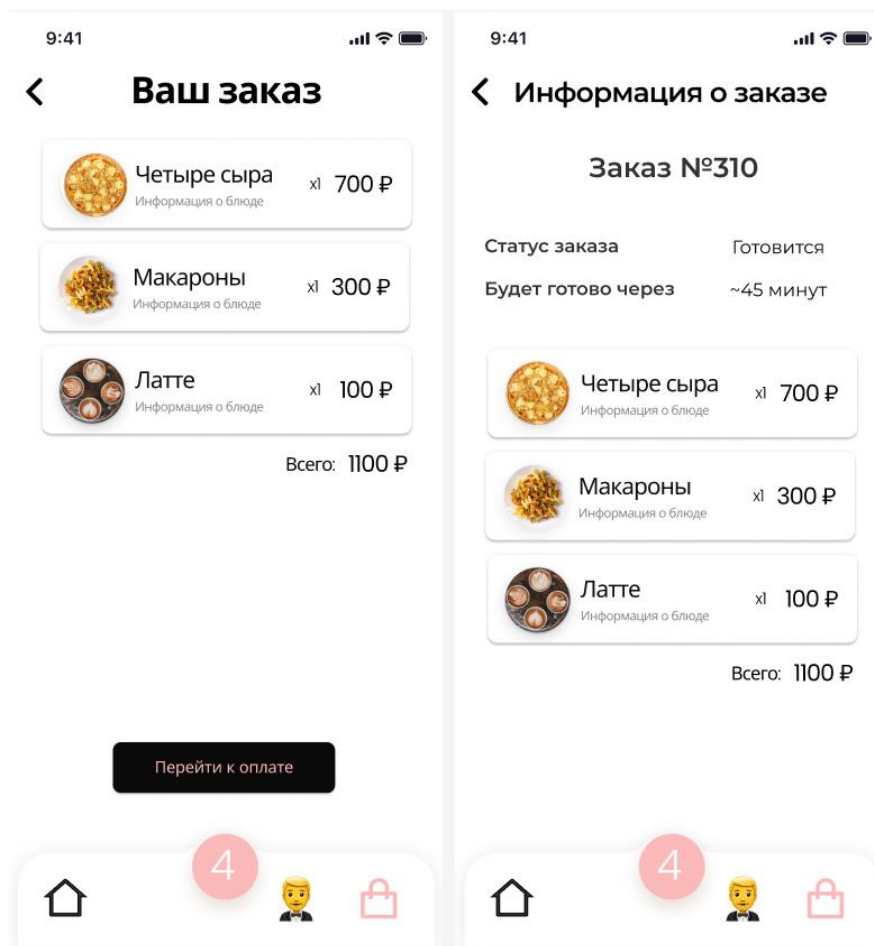 9:41
Ваш заказ
Четыре сыра
x1 700 ₽
Информация о блюде
Макароны
x1 300 ₽
Информация о блюде
Латте
x1 100 ₽
Информация о блюде
Всего: 1100 ₽
Перейти к оплате
4
9:41
Информация о заказе
Заказ №310
Статус заказа Готовится
Будет готово через ~45 минут
Четыре сыра
x1 700 ₽
Информация о блюде
Макароны
x1 300 ₽
Информация о блюде
Латте
x1 100 ₽
Информация о блюде
Всего: 1100 ₽
4